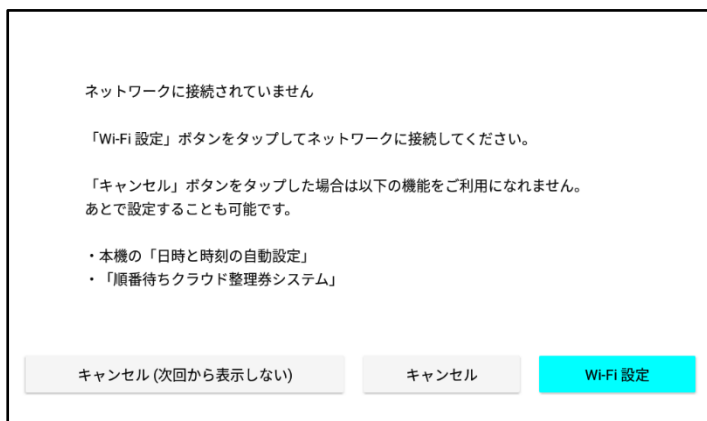 ネットワークに接続されていません
「Wi-Fi 設定」ボタンをタップしてネットワークに接続してください。
「キャンセル」ボタンをタップした場合は以下の機能をご利用になれません。
あとで設定することも可能です。
・本機の「日時と時刻の自動設定」
・「順番待ちクラウド整理券システム」
キャンセル (次回から表示しない)
キャンセル
Wi-Fi 設定